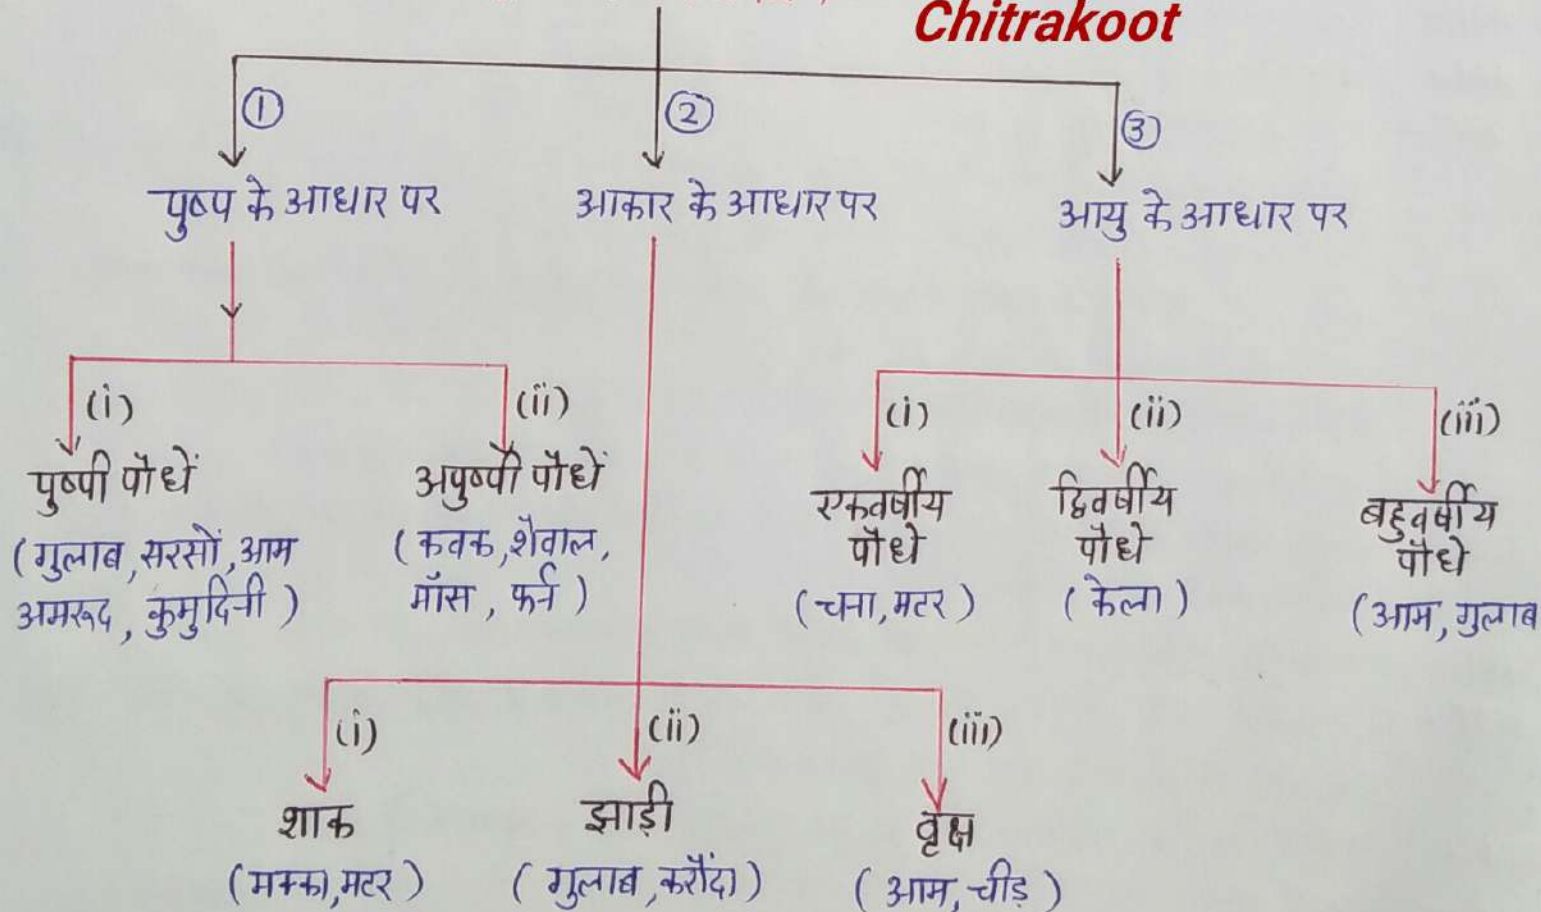 Chitrakoot
① ② ③
पुष्प के आधार पर आकार के आधार पर आयु के आधार पर
(i) (ii) (i) (ii) (iii)
पुष्पी पौधें अपुष्पी पौधें एकवर्षीय द्विवर्षीय बहुवर्षीय
पौधे पौधे पौधे
(गुलाब, सरसों, आम (कवक, शैवाल,
अमरूद, कुमुदिनी) मॉस, फर्न) (चना, मटर) (केला) (आम, गुलाब
(i) (ii) (iii)
शाक झाड़ी वृक्ष
(मक्का, मटर) (गुलाब, करौंदा) (आम, चीड़)